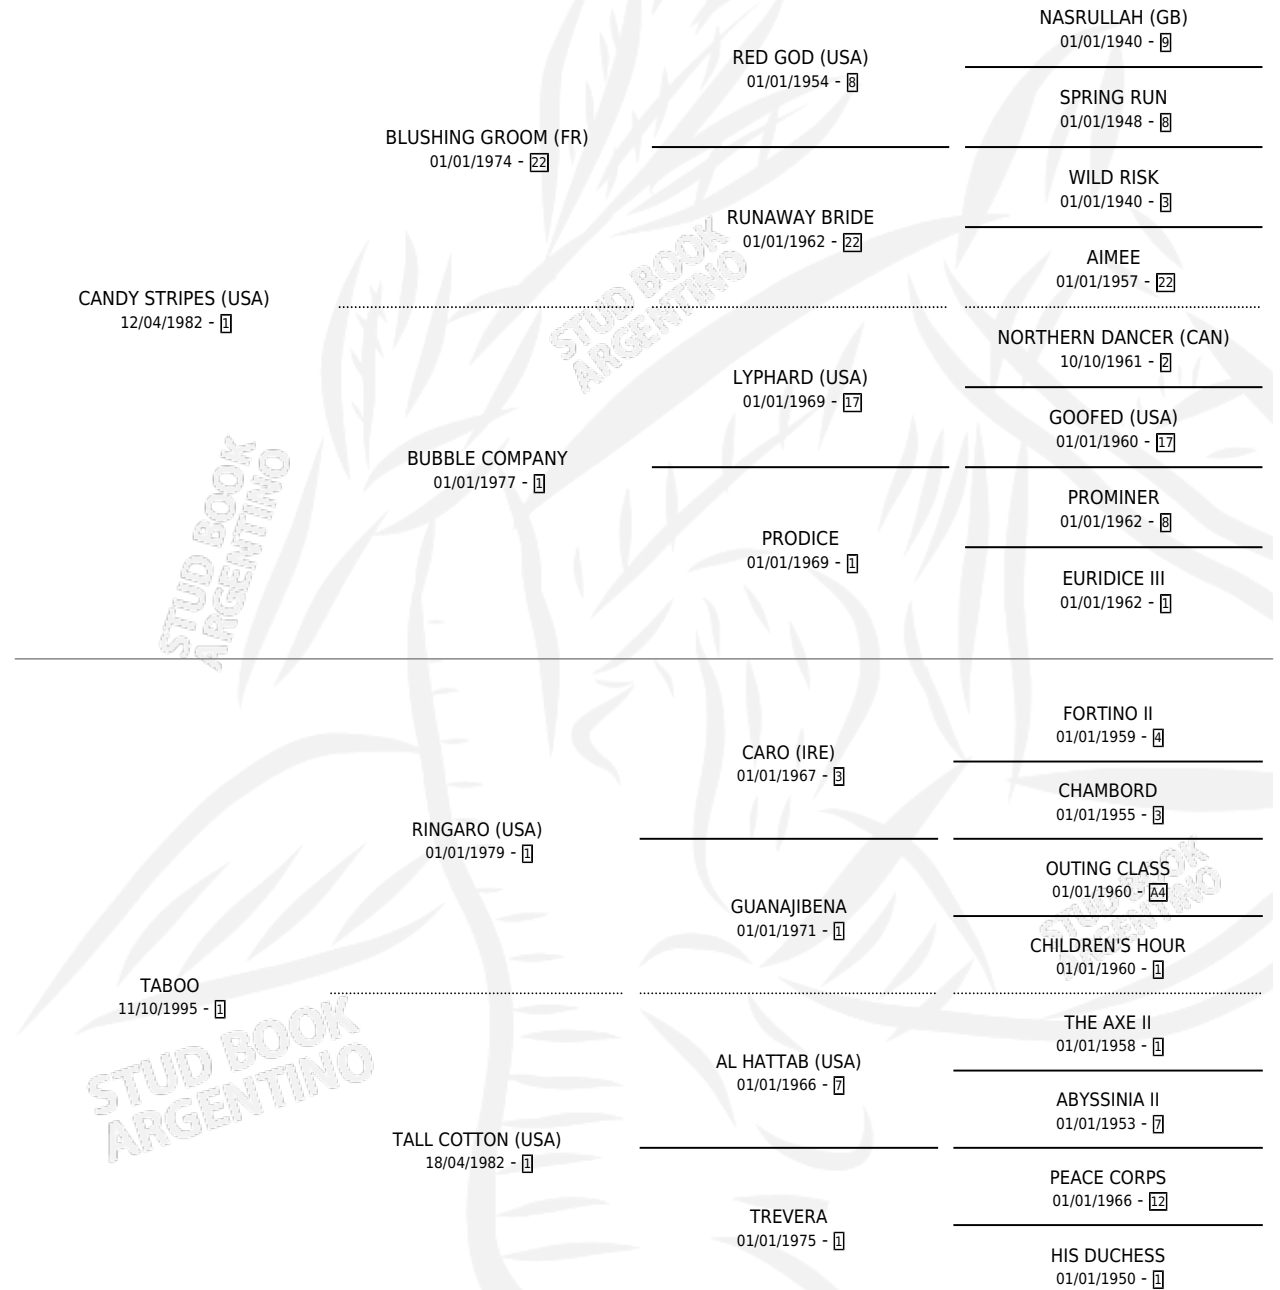 NASRULLAH (GB)
01/01/1940 - 9
RED GOD (USA)
01/01/1954 - 8
SPRING RUN
01/01/1948 - 8
BLUSHING GROOM (FR)
01/01/1974 - 22
WILD RISK
01/01/1940 - 3
RUNAWAY BRIDE
01/01/1962 - 22
AIMEE
01/01/1957 - 22
CANDY STRIPES (USA)
12/04/1982 - 1
NORTHERN DANCER (CAN)
10/10/1961 - 2
LYPHARD (USA)
01/01/1969 - 17
GOOFED (USA)
01/01/1960 - 17
BUBBLE COMPANY
01/01/1977 - 1
PROMINER
01/01/1962 - 8
PRODICE
01/01/1969 - 1
EURIDICE III
01/01/1962 - 1
FORTINO II
01/01/1959 - 4
CARO (IRE)
01/01/1967 - 3
CHAMBORD
01/01/1955 - 3
RINGARO (USA)
01/01/1979 - 1
OUTING CLASS
01/01/1960 - A4
GUANAJIBENA
01/01/1971 - 1
CHILDREN'S HOUR
01/01/1960 - 1
TABOO
11/10/1995 - 1
THE AXE II
01/01/1958 - 1
AL HATTAB (USA)
01/01/1966 - 7
ABYSSINIA II
01/01/1953 - 7
TALL COTTON (USA)
18/04/1982 - 1
PEACE CORPS
01/01/1966 - 12
TREVERA
01/01/1975 - 1
HIS DUCHESS
01/01/1950 - 1
STUD BOOK
ARGENTINO
STUD BOOK
ARGENTINO
STUD BOOK
ARGENTINO
STUD BOOK
ARGENTINO